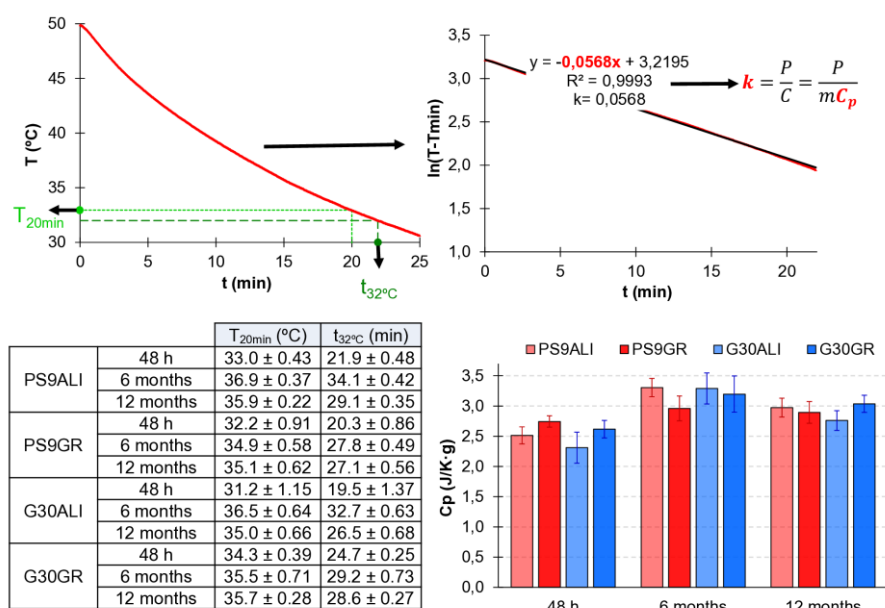 50
45
40
35
30
T (ºC)
T20min
0
5
10
15
20
25
t (min)
t32ºC
3,5
3,0
2,5
2,0
1,5
1,0
ln(T-Tmin)
y = -0,0568x + 3,2195
R² = 0,9993
k= 0,0568
k = P/C = P/mCp
0
5
10
15
20
t (min)
T20min (ºC) t32ºC (min)
PS9ALI
48 h 33.0 ± 0.43 21.9 ± 0.48
6 months 36.9 ± 0.37 34.1 ± 0.42
12 months 35.9 ± 0.22 29.1 ± 0.35
PS9GR
48 h 32.2 ± 0.91 20.3 ± 0.86
6 months 34.9 ± 0.58 27.8 ± 0.49
12 months 35.1 ± 0.62 27.1 ± 0.56
G30ALI
48 h 31.2 ± 1.15 19.5 ± 1.37
6 months 36.5 ± 0.64 32.7 ± 0.63
12 months 35.0 ± 0.66 26.5 ± 0.68
G30GR
48 h 34.3 ± 0.39 24.7 ± 0.25
6 months 35.5 ± 0.71 29.2 ± 0.73
12 months 35.7 ± 0.28 28.6 ± 0.27
PS9ALI PS9GR G30ALI G30GR
3,5
3,0
2,5
2,0
1,5
1,0
0,5
0,0
Cp (J/K·g)
48 h 6 months 12 months